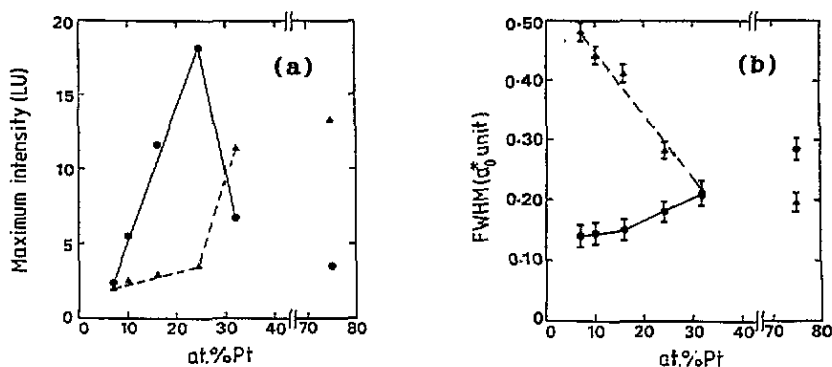 (a)
Maximum intensity (LU)
20
15
10
5
0
0 10 20 30 70 80
at.%Pt
(b)
FWHM (a₀* unit)
0·50
0·40
0·30
0·20
0·10
0
0 10 20 30 40 70 80
at.%Pt